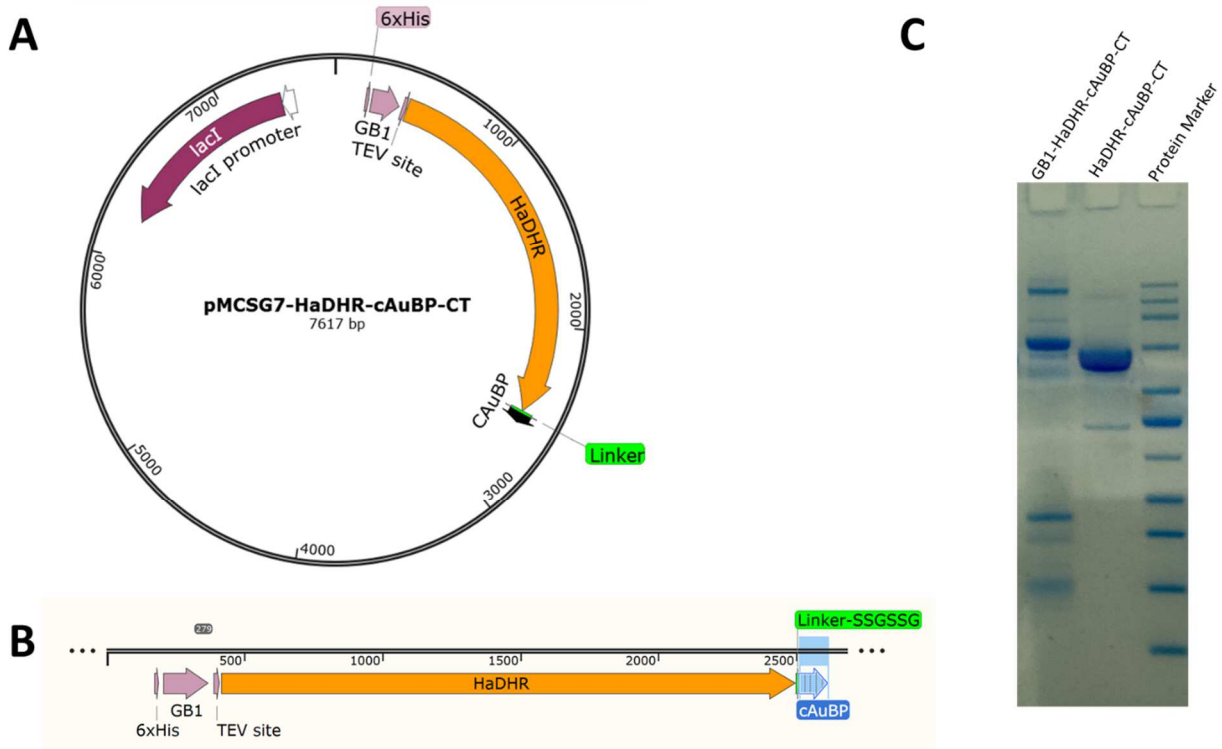 A
6xHis
GB1
TEV site
lacI
lacI promoter
HaDHR
1000
2000
3000
4000
5000
6000
7000
pMCSG7-HaDHR-cAuBP-CT
7617 bp
CAuBP
Linker
B
279
Linker-SSGSSG
500
1000
1500
2000
2500
HaDHR
GB1
cAuBP
6xHis
TEV site
C
GB1-HaDHR-cAuBP-CT
HaDHR-cAuBP-CT
Protein Marker